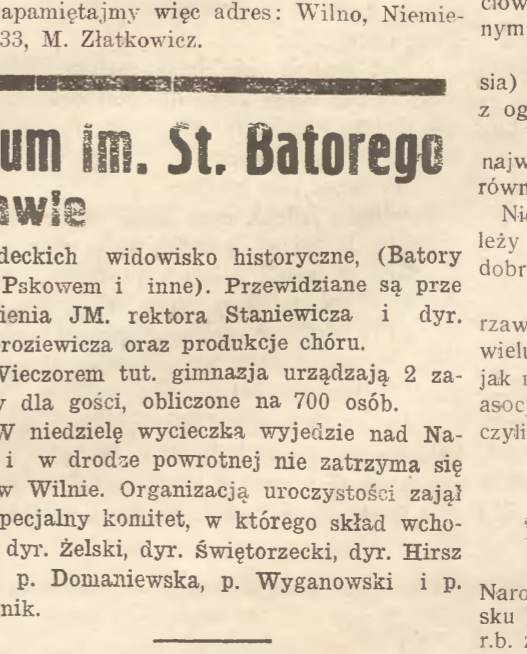 apamiętajmy więc adres: Wilno, Niemie-
33, M. Złatkowicz.
um im. St. Batorego
awie
deckich widowisko historyczne, (Batory
Pskowem i inne). Przewidziane są prze
ienia JM. rektora Staniewicza i dyr.
roziewicza oraz produkcje chóru.
Wieczorem tut. gimnazja urządzają 2 za-
y dla gości, obliczone na 700 osób.
W niedzielę wycieczka wyjedzie nad Na-
i w drodze powrotnej nie zatrzyma się
w Wilnie. Organizacją uroczystości zajął
pecjalny komitet, w którego skład wcho-
dyr. Żelski, dyr. Świętorzecki, dyr. Hirsz
p. Domaniewska, p. Wyganowski i p.
nik.
ciow
nym
sia)
z og
najw
równ
Nie
leży
dobr
rzaw
wielu
jak
asoc
czyli
Naro
sku
r.b.